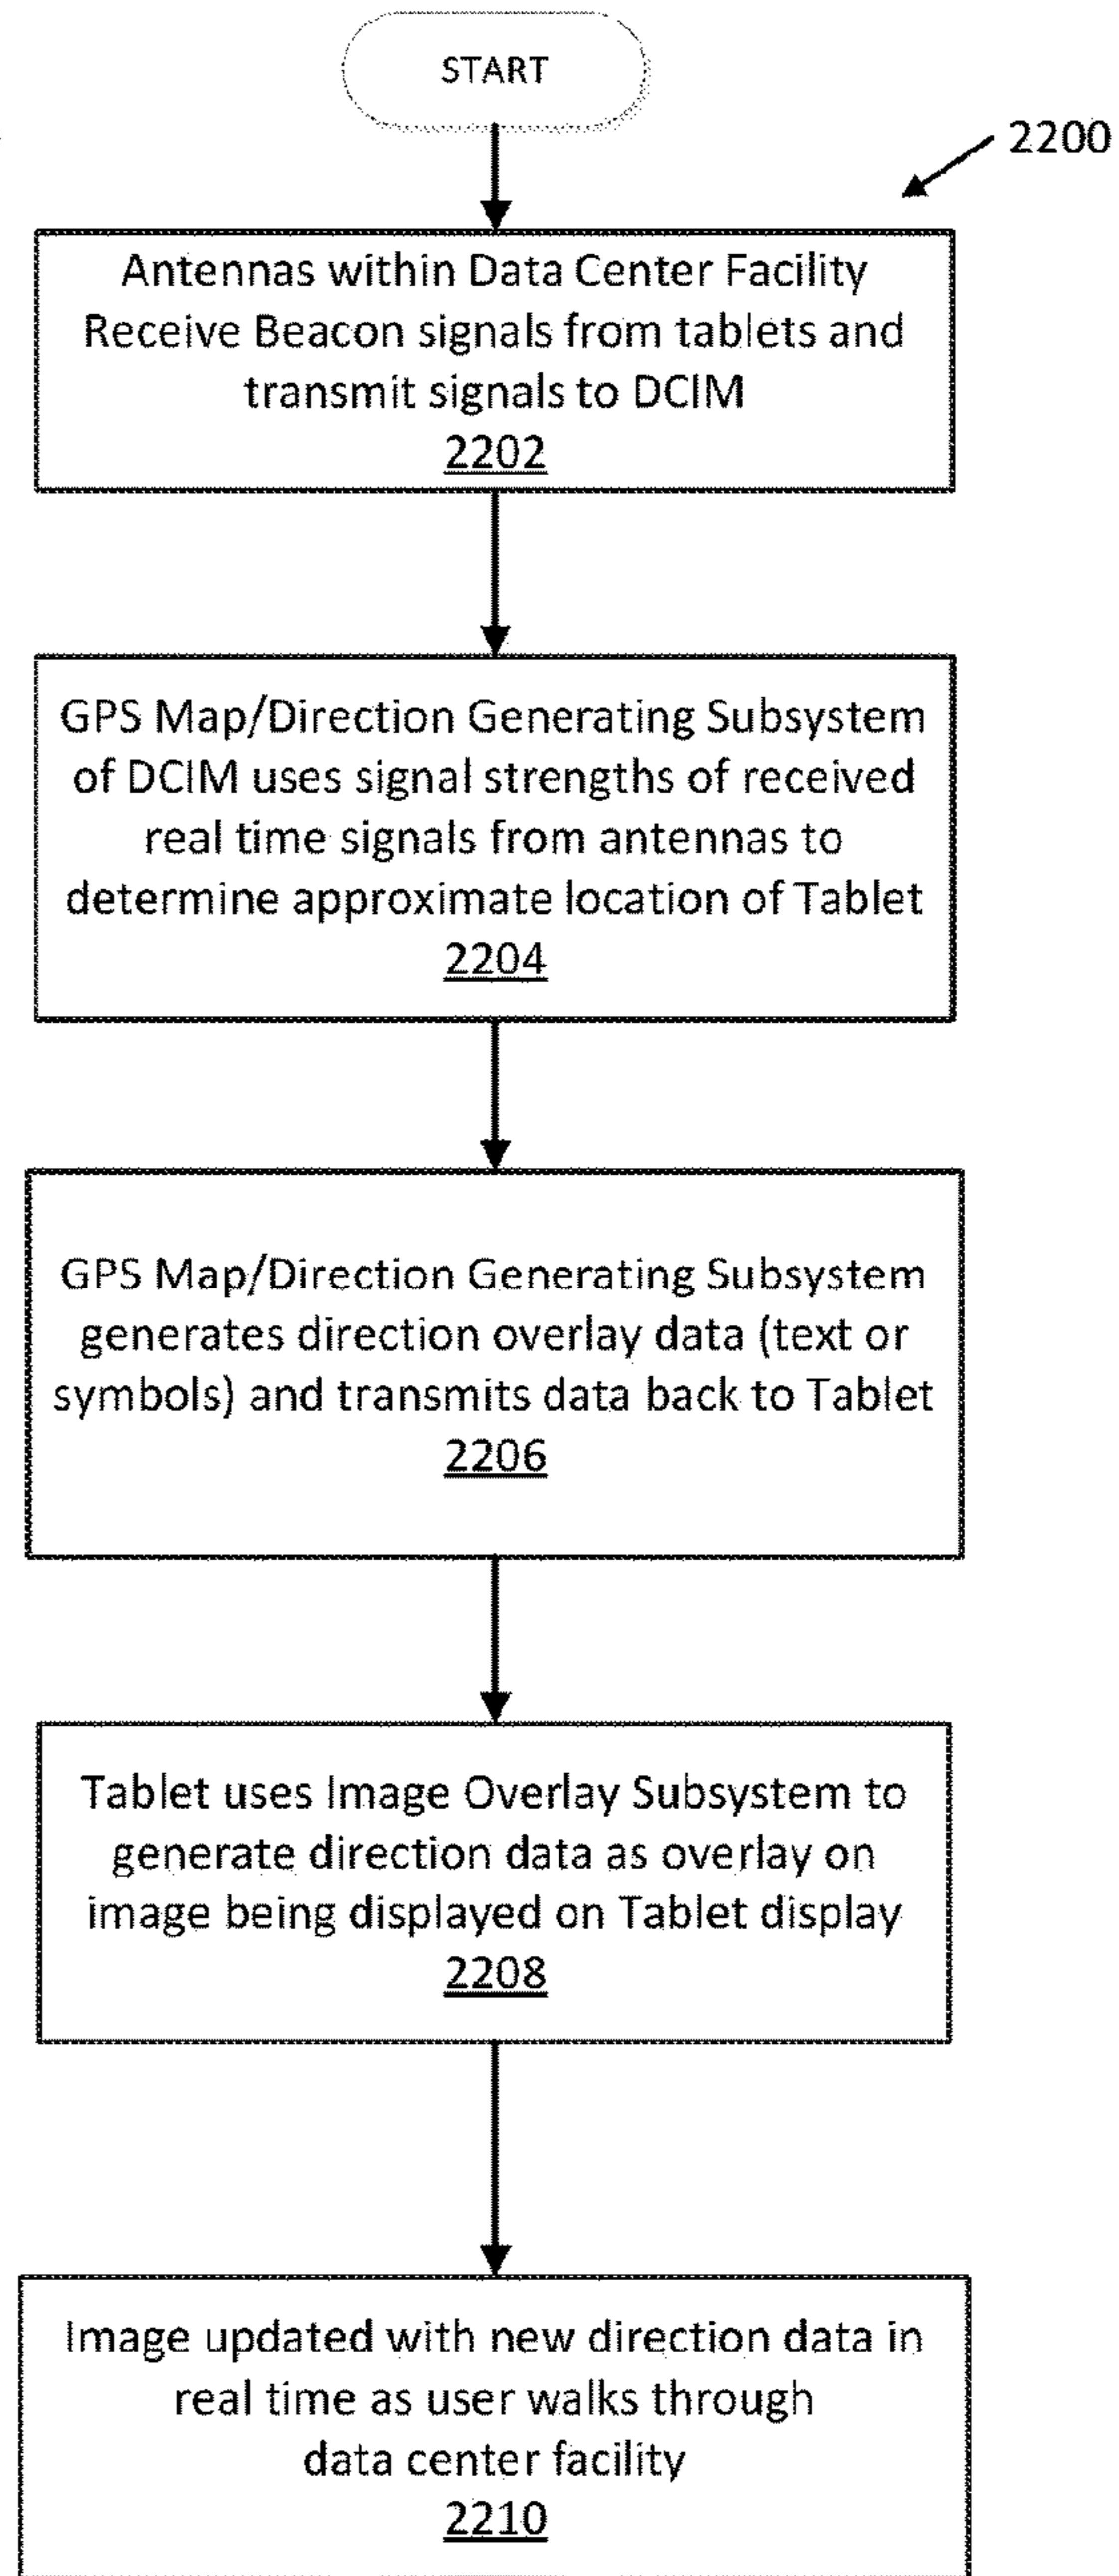 START
2200
Antennas within Data Center Facility
Receive Beacon signals from tablets and
transmit signals to DCIM
2202
GPS Map/Direction Generating Subsystem
of DCIM uses signal strengths of received
real time signals from antennas to
determine approximate location of Tablet
2204
GPS Map/Direction Generating Subsystem
generates direction overlay data (text or
symbols) and transmits data back to Tablet
2206
Tablet uses Image Overlay Subsystem to
generate direction data as overlay on
image being displayed on Tablet display
2208
Image updated with new direction data in
real time as user walks through
data center facility
2210